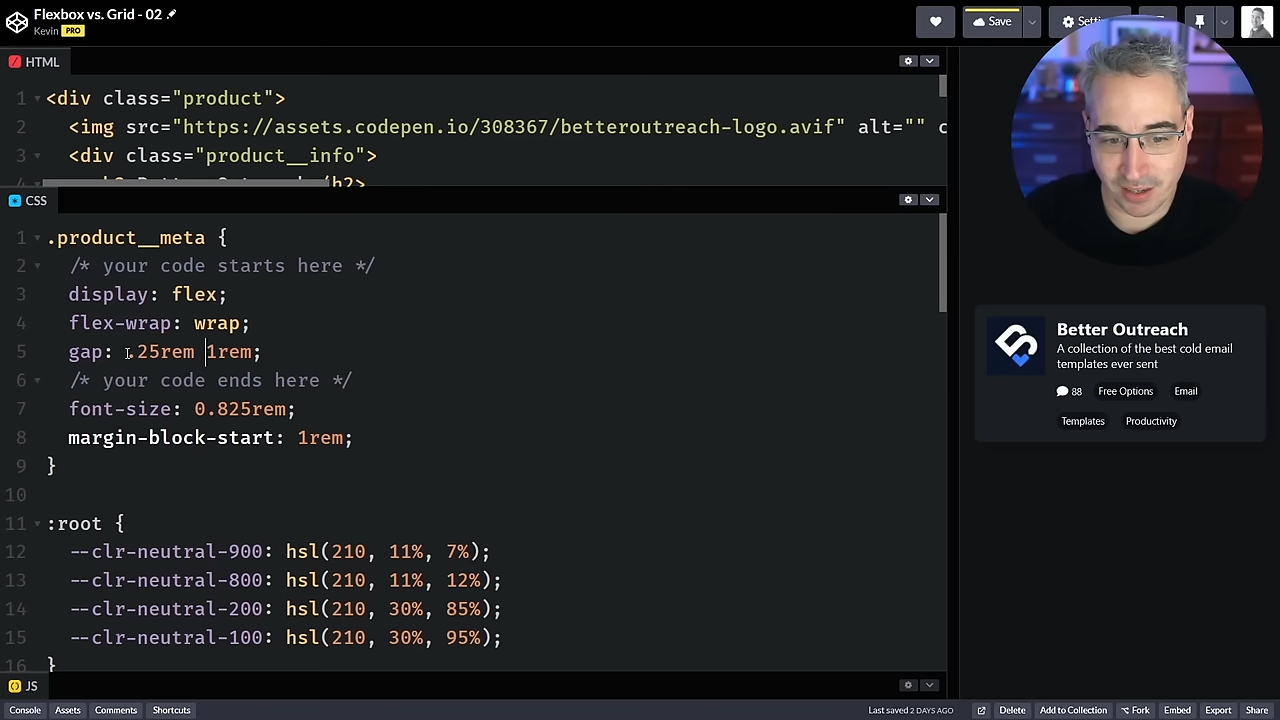 Flexbox vs. Grid - 02
Kevin PRO
Save
HTML
1 <div class="product">
2 <img src="https://assets.codepen.io/308367/betteroutreach-logo.avif" alt="" c
3 <div class="product__info">
4
CSS
1 .product__meta {
2 /* your code starts here */
3 display: flex;
4 flex-wrap: wrap;
5 gap: .25rem 1rem;
6 /* your code ends here */
7 font-size: 0.825rem;
8 margin-block-start: 1rem;
9 }
10
11 :root {
12 --clr-neutral-900: hsl(210, 11%, 7%);
13 --clr-neutral-800: hsl(210, 11%, 12%);
14 --clr-neutral-200: hsl(210, 30%, 85%);
15 --clr-neutral-100: hsl(210, 30%, 95%);
16 }
JS
Better Outreach
A collection of the best cold email
templates ever sent
88 Free Options Email
Templates Productivity
Console Assets Comments Shortcuts Last saved 2 DAYS AGO Delete Add to Collection Fork Embed Export Share